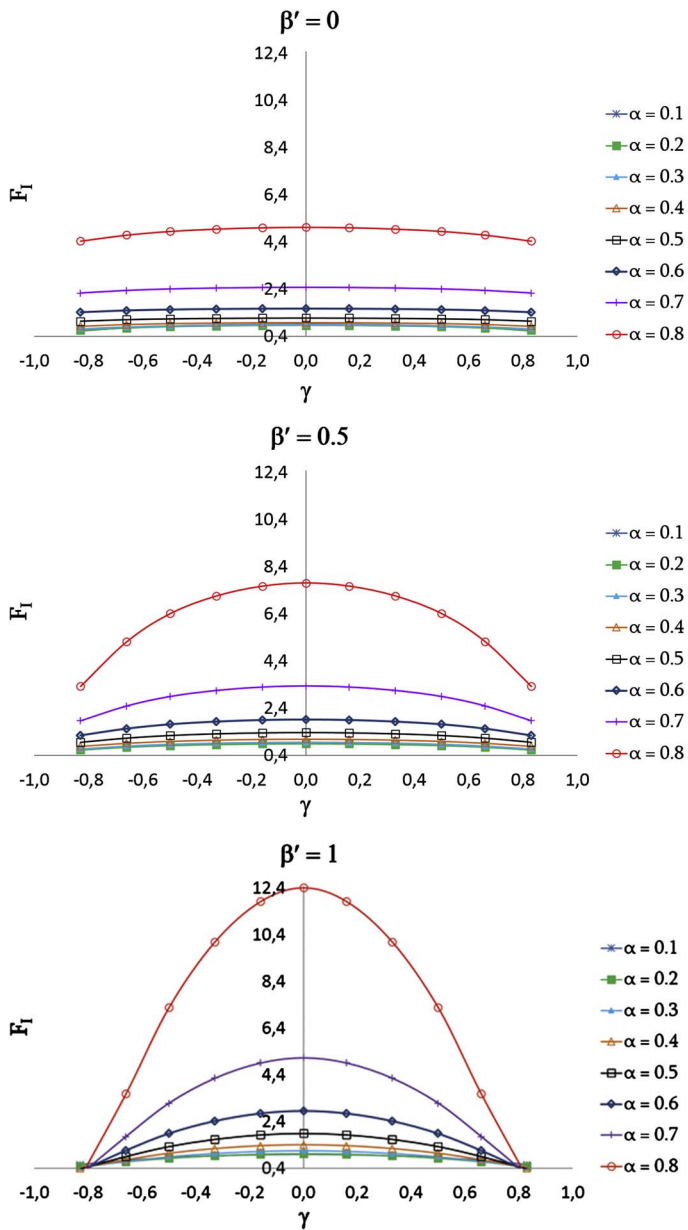 β′ = 0
12,4
10,4
8,4
6,4
4,4
2,4
0,4
F_I
-1,0 -0,8 -0,6 -0,4 -0,2 0,0 0,2 0,4 0,6 0,8 1,0
γ
α = 0.1
α = 0.2
α = 0.3
α = 0.4
α = 0.5
α = 0.6
α = 0.7
α = 0.8
β′ = 0.5
12,4
10,4
8,4
6,4
4,4
2,4
0,4
F_I
-1,0 -0,8 -0,6 -0,4 -0,2 0,0 0,2 0,4 0,6 0,8 1,0
γ
α = 0.1
α = 0.2
α = 0.3
α = 0.4
α = 0.5
α = 0.6
α = 0.7
α = 0.8
β′ = 1
12,4
10,4
8,4
6,4
4,4
2,4
0,4
F_I
-1,0 -0,8 -0,6 -0,4 -0,2 0,0 0,2 0,4 0,6 0,8 1,0
γ
α = 0.1
α = 0.2
α = 0.3
α = 0.4
α = 0.5
α = 0.6
α = 0.7
α = 0.8